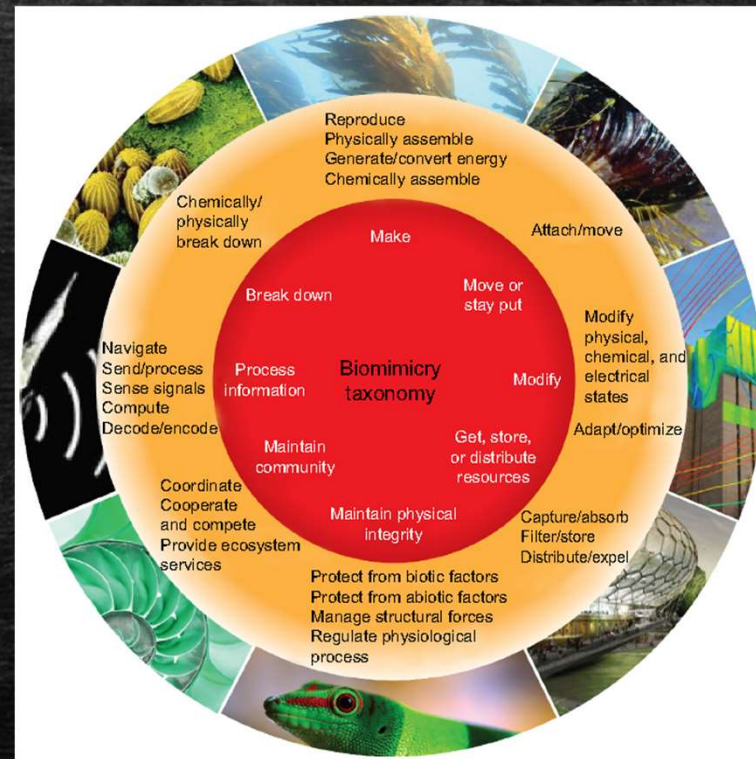 Reproduce
Physically assemble
Generate/convert energy
Chemically assemble
Chemically/
physically
break down
Attach/move
Make
Move or
stay put
Break down
Modify
physical,
chemical, and
electrical
states
Navigate
Send/process
Sense signals
Compute
Decode/encode
Process
information
Biomimicry
taxonomy
Modify
Adapt/optimize
Maintain
community
Get, store,
or distribute
resources
Coordinate
Cooperate
and compete
Provide ecosystem
services
Maintain physical
integrity
Capture/absorb
Filter/store
Distribute/expel
Protect from biotic factors
Protect from abiotic factors
Manage structural forces
Regulate physiological
process